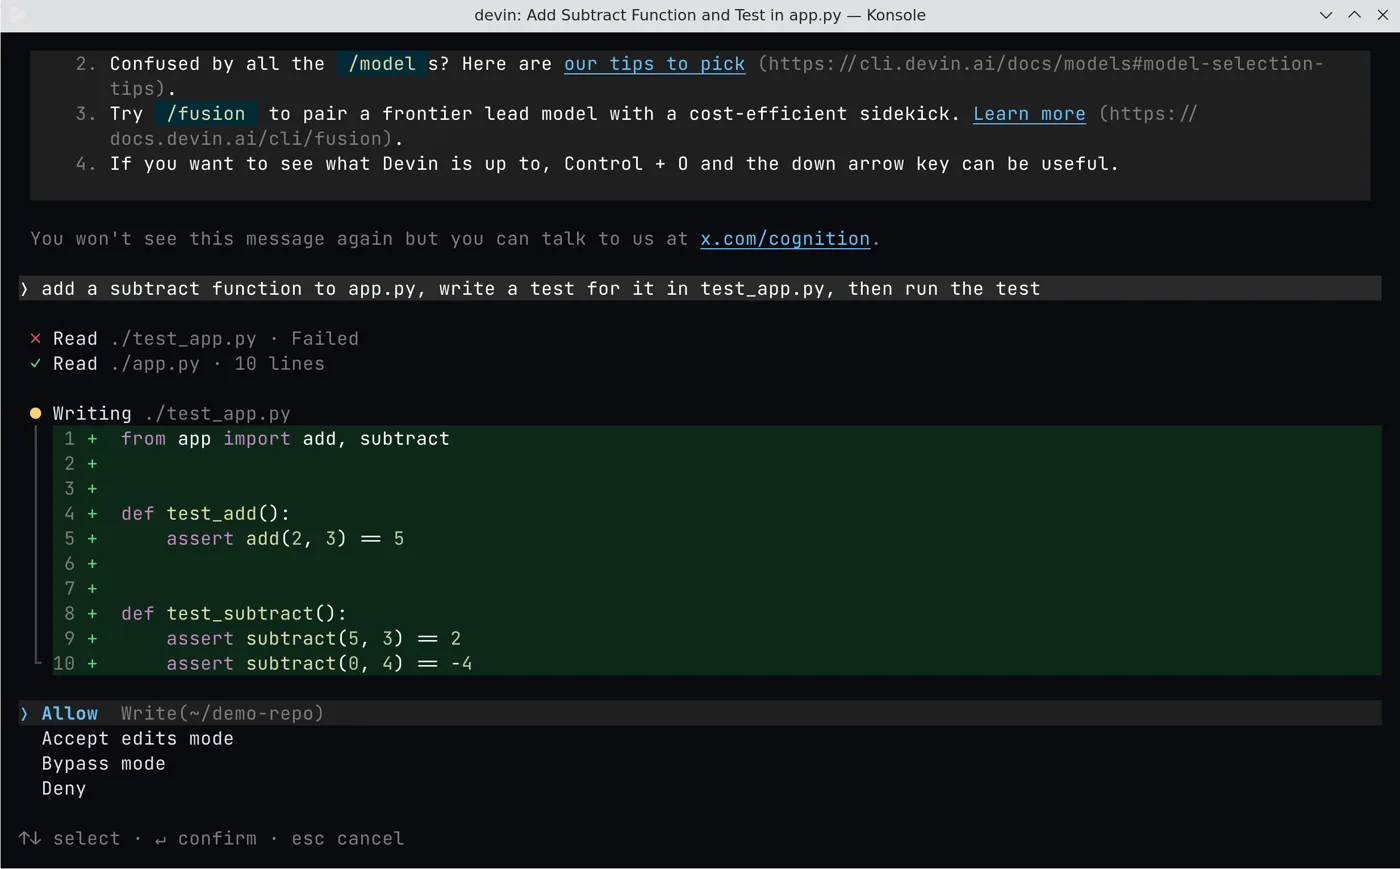 devin: Add Subtract Function and Test in app.py — Konsole
2. Confused by all the /model s? Here are our tips to pick (https://cli.devin.ai/docs/models#model-selection-
tips).
3. Try /fusion to pair a frontier lead model with a cost-efficient sidekick. Learn more (https://
docs.devin.ai/cli/fusion).
4. If you want to see what Devin is up to, Control + O and the down arrow key can be useful.
You won't see this message again but you can talk to us at x.com/cognition.
❯ add a subtract function to app.py, write a test for it in test_app.py, then run the test
✕ Read ./test_app.py · Failed
✓ Read ./app.py · 10 lines
● Writing ./test_app.py
1 + from app import add, subtract
2 +
3 +
4 + def test_add():
5 +     assert add(2, 3) == 5
6 +
7 +
8 + def test_subtract():
9 +     assert subtract(5, 3) == 2
10 +     assert subtract(0, 4) == -4
❯ Allow Write(~/demo-repo)
Accept edits mode
Bypass mode
Deny
↑↓ select · ↵ confirm · esc cancel